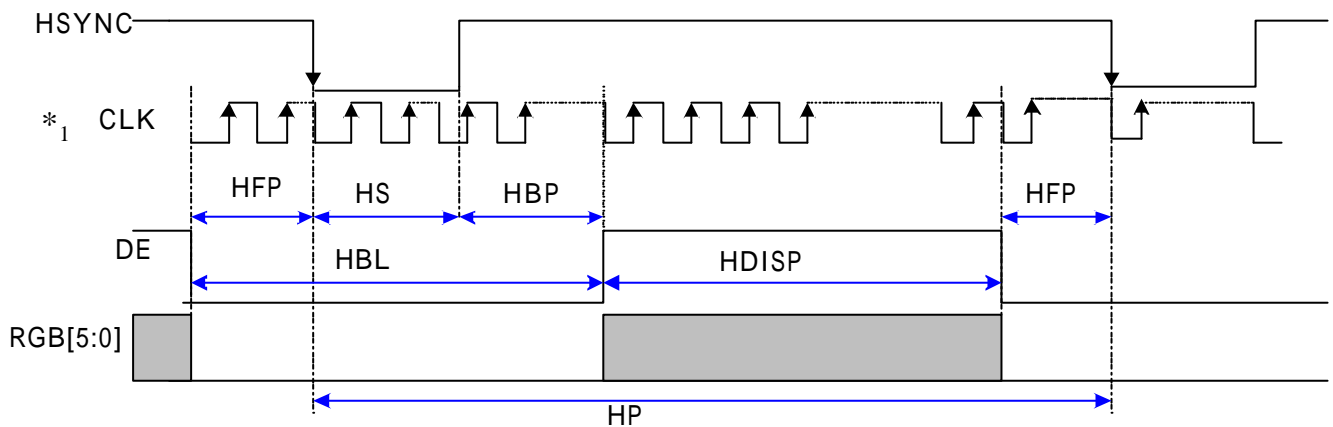 HSYNC
*1 CLK
HFP HS HBP HFP
DE
HBL HDISP
RGB[5:0]
HP